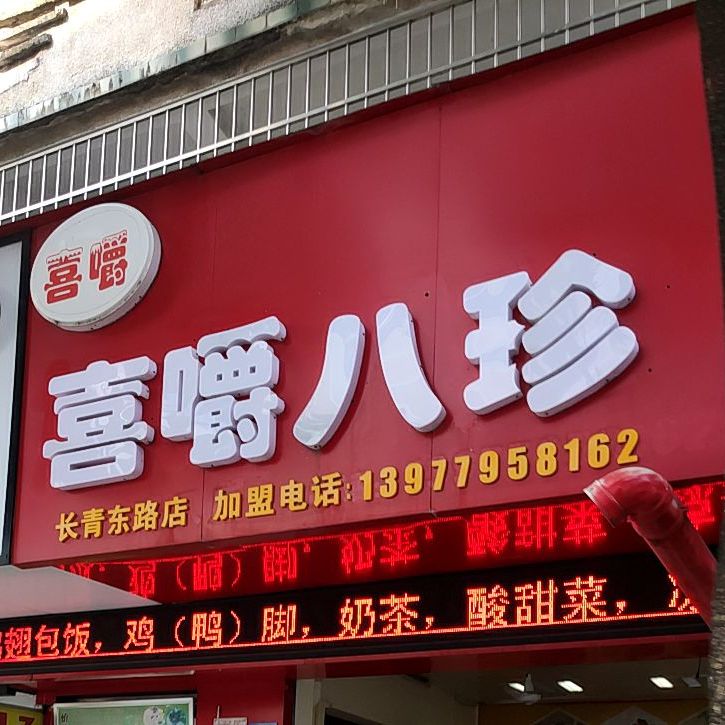 喜嚼
喜嚼八珍
长青东路店 加盟电话:13977958162
翅包饭，鸡（鸭）脚，奶茶，酸甜菜，